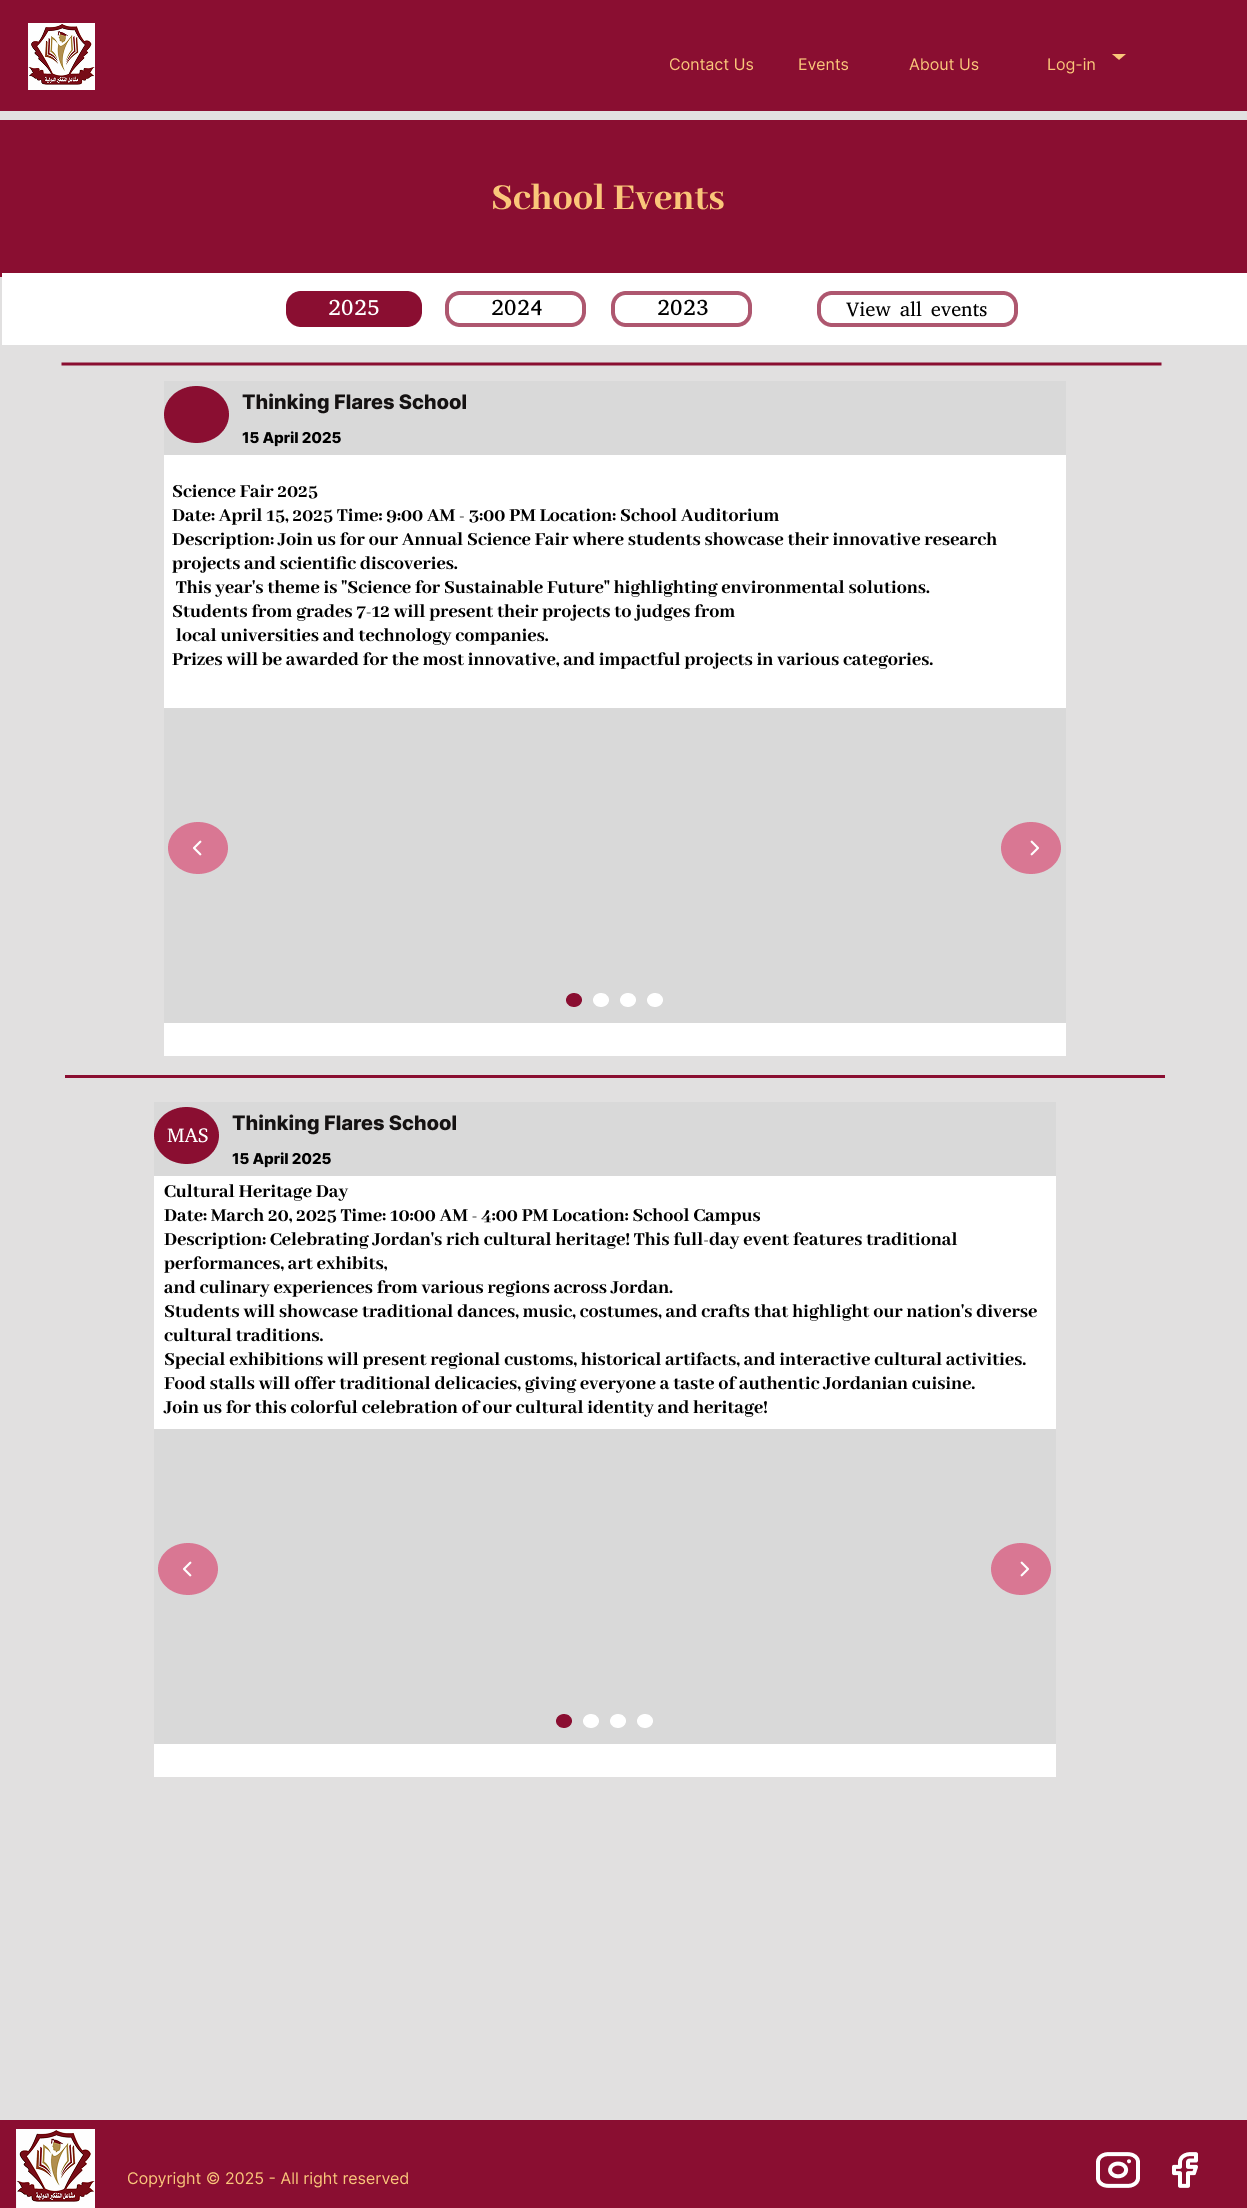 Contact Us Events About Us Log-in
School Events
2025 2024 2023 View all events
Thinking Flares School
15 April 2025
Science Fair 2025
Date: April 15, 2025 Time: 9:00 AM - 3:00 PM Location: School Auditorium
Description: Join us for our Annual Science Fair where students showcase their innovative research
projects and scientific discoveries.
This year's theme is "Science for Sustainable Future" highlighting environmental solutions.
Students from grades 7-12 will present their projects to judges from
local universities and technology companies.
Prizes will be awarded for the most innovative, and impactful projects in various categories.
MAS
Thinking Flares School
15 April 2025
Cultural Heritage Day
Date: March 20, 2025 Time: 10:00 AM - 4:00 PM Location: School Campus
Description: Celebrating Jordan's rich cultural heritage! This full-day event features traditional
performances, art exhibits,
and culinary experiences from various regions across Jordan.
Students will showcase traditional dances, music, costumes, and crafts that highlight our nation's diverse
cultural traditions.
Special exhibitions will present regional customs, historical artifacts, and interactive cultural activities.
Food stalls will offer traditional delicacies, giving everyone a taste of authentic Jordanian cuisine.
Join us for this colorful celebration of our cultural identity and heritage!
Copyright © 2025 - All right reserved